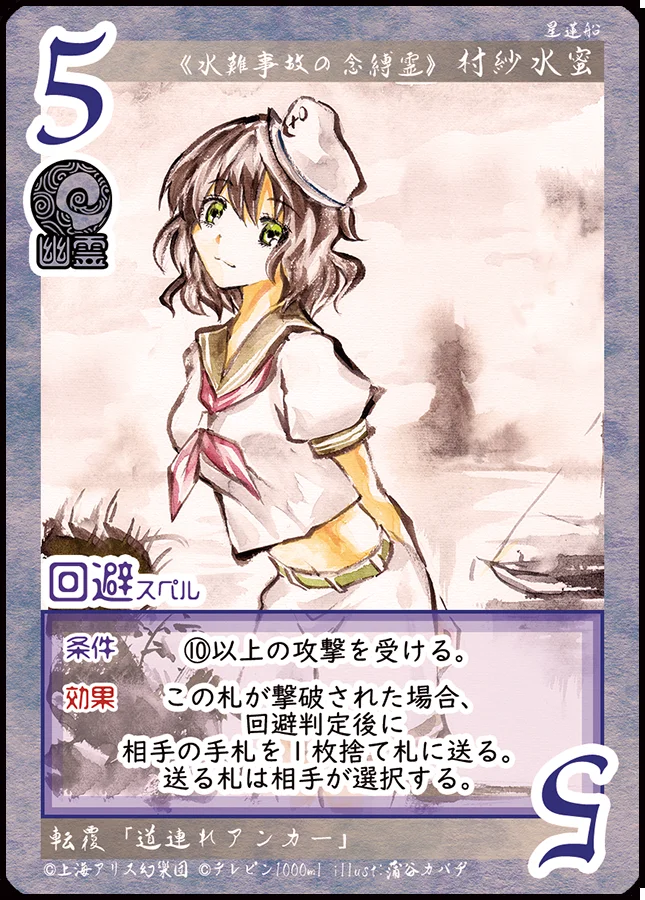 星蓮船
5
《水難事故の念縛霊》 村紗水蜜
幽霊
回避スペル
条件 ⑩以上の攻撃を受ける。
効果 この札が撃破された場合、
回避判定後に
相手の手札を1枚捨て札に送る。
送る札は相手が選択する。
5
転覆「道連れアンカー」
©上海アリス幻樂団 ©テレピン1000ml illust:蒲谷カバヂ